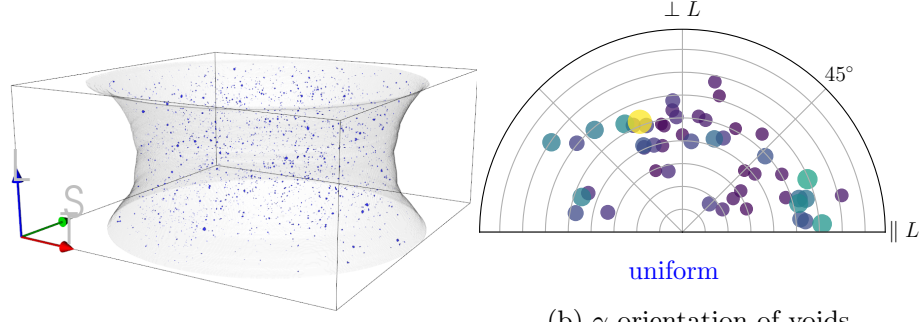 ⊥ L
45°
L
S
∥ L
uniform
(b) γ orientation of voids